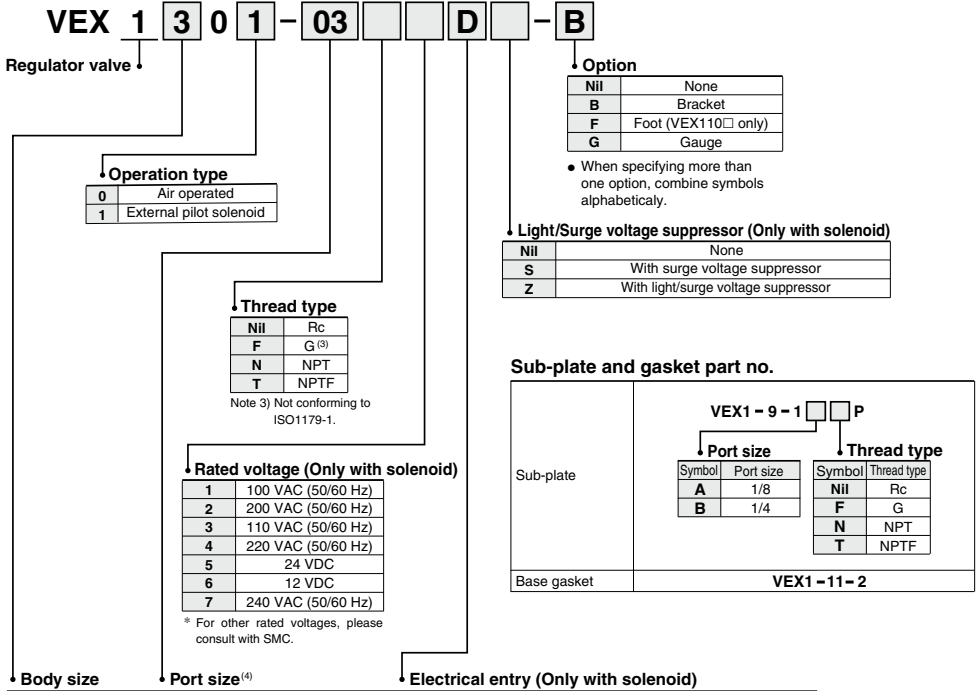 VEX 1 3 0 1 – 03 D – B
Regulator valve
Option
Nil None
B Bracket
F Foot (VEX110□ only)
G Gauge
● When specifying more than
one option, combine symbols
alphabeticaly.
Operation type
0 Air operated
1 External pilot solenoid
Light/Surge voltage suppressor (Only with solenoid)
Nil None
S With surge voltage suppressor
Z With light/surge voltage suppressor
Thread type
Nil Rc
F G (3)
N NPT
T NPTF
Note 3) Not conforming to
ISO1179-1.
Sub-plate and gasket part no.
Sub-plate
VEX1 – 9 – 1 □ □ P
Port size
Symbol Port size
A 1/8
B 1/4
Thread type
Symbol Thread type
Nil Rc
F G
N NPT
T NPTF
Base gasket VEX1 –11– 2
Rated voltage (Only with solenoid)
1 100 VAC (50/60 Hz)
2 200 VAC (50/60 Hz)
3 110 VAC (50/60 Hz)
4 220 VAC (50/60 Hz)
5 24 VDC
6 12 VDC
7 240 VAC (50/60 Hz)
* For other rated voltages, please
consult with SMC.
Body size
Port size (4)
Electrical entry (Only with solenoid)